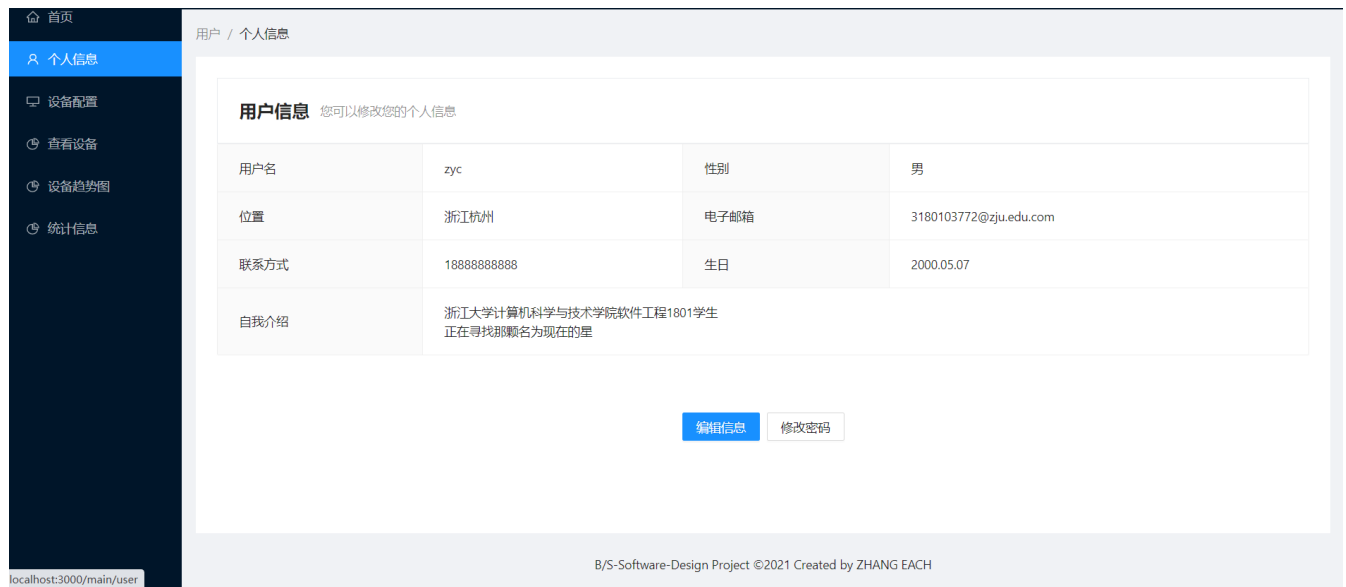 首页
个人信息
设备配置
查看设备
设备趋势图
统计信息
用户 / 个人信息
用户信息 您可以修改您的个人信息
用户名 zyc 性别 男
位置 浙江杭州 电子邮箱 3180103772@zju.edu.com
联系方式 18888888888 生日 2000.05.07
自我介绍 浙江大学计算机科学与技术学院软件工程1801学生
正在寻找那颗名为现在的星
编辑信息 修改密码
B/S-Software-Design Project ©2021 Created by ZHANG EACH
localhost:3000/main/user